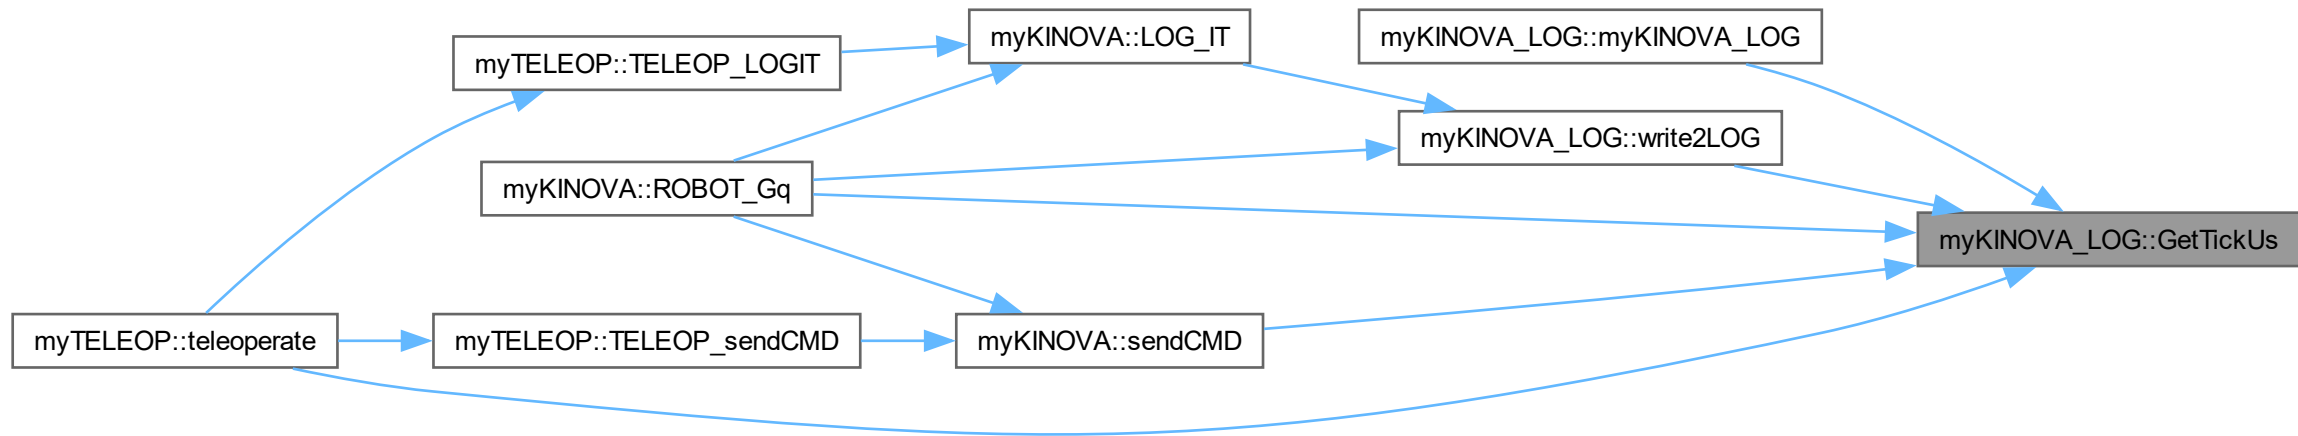 myKINOVA::LOG_IT
myKINOVA_LOG::myKINOVA_LOG
myTELEOP::TELEOP_LOGIT
myKINOVA_LOG::write2LOG
myKINOVA::ROBOT_Gq
myKINOVA_LOG::GetTickUs
myTELEOP::teleoperate
myTELEOP::TELEOP_sendCMD
myKINOVA::sendCMD